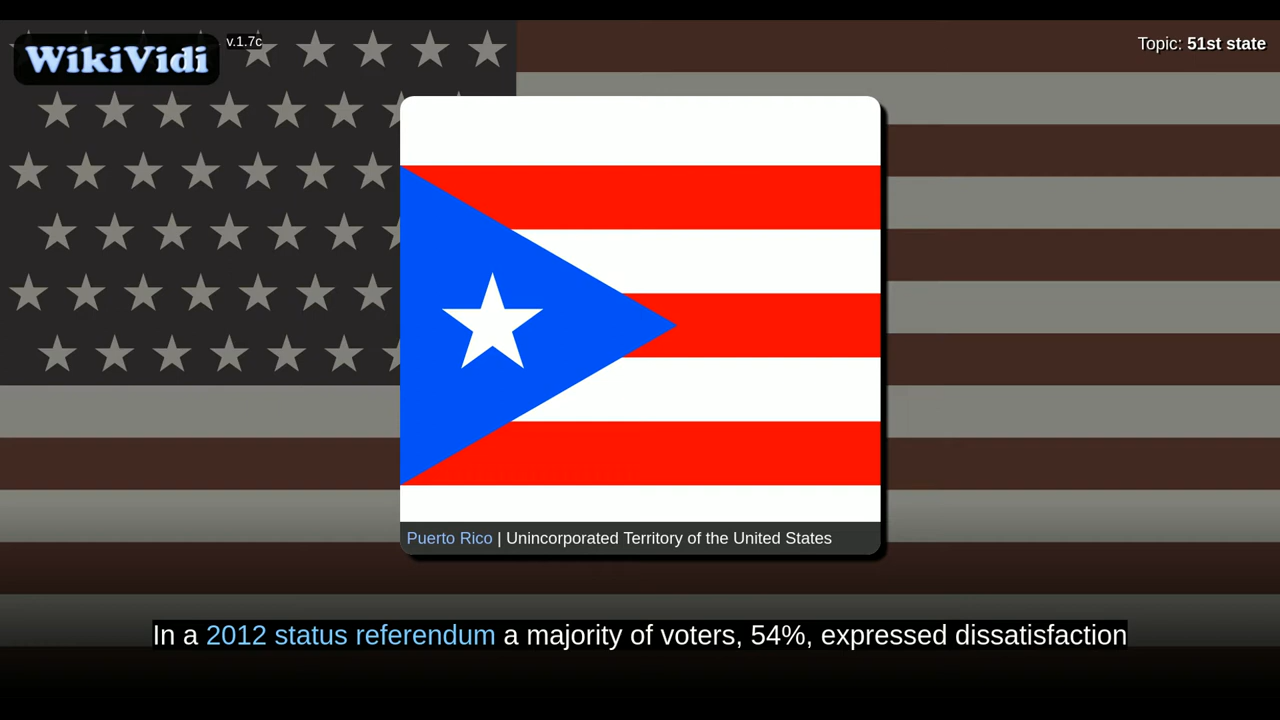 WikiVidi
v.1.7c
Topic: 51st state
Puerto Rico | Unincorporated Territory of the United States
In a 2012 status referendum a majority of voters, 54%, expressed dissatisfaction